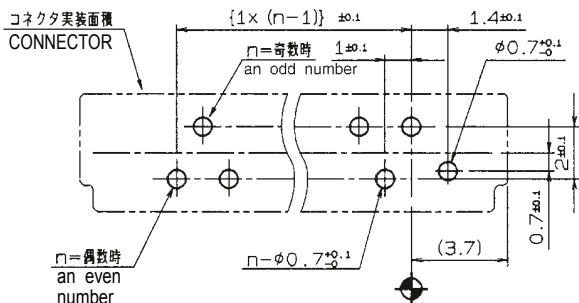 コネクタ実装面積
CONNECTOR
{1×(n-1)} ±0.1
1.4±0.1
n=奇数時
an odd number
1±0.1
φ0.7+0.1 -0
2±0.1
0.7±0.1
n=偶数時
an even
number
n-φ0.7+0.1 -0
(3.7)